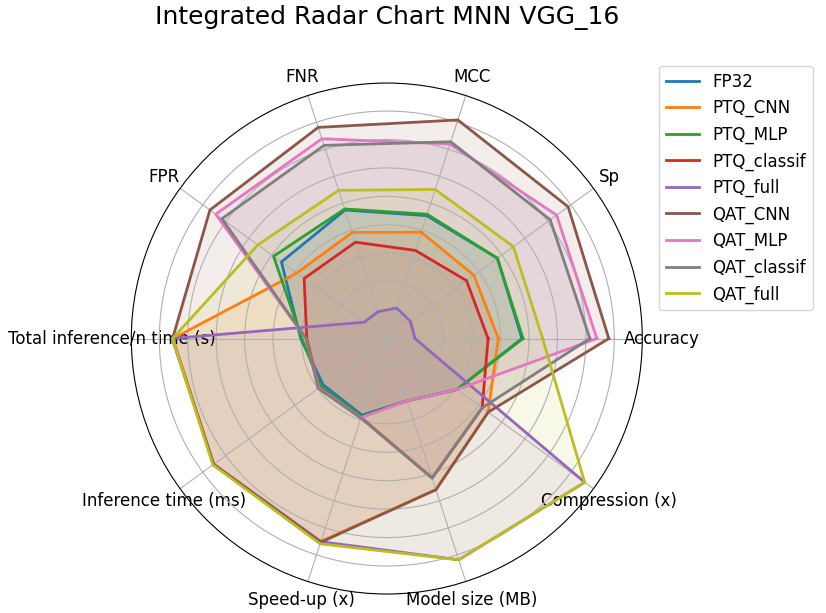 Integrated Radar Chart MNN VGG_16
FNR
MCC
FPR
Sp
Total inference/n time (s)
Accuracy
Inference time (ms)
Compression (x)
Speed-up (x)
Model size (MB)
FP32
PTQ_CNN
PTQ_MLP
PTQ_classif
PTQ_full
QAT_CNN
QAT_MLP
QAT_classif
QAT_full